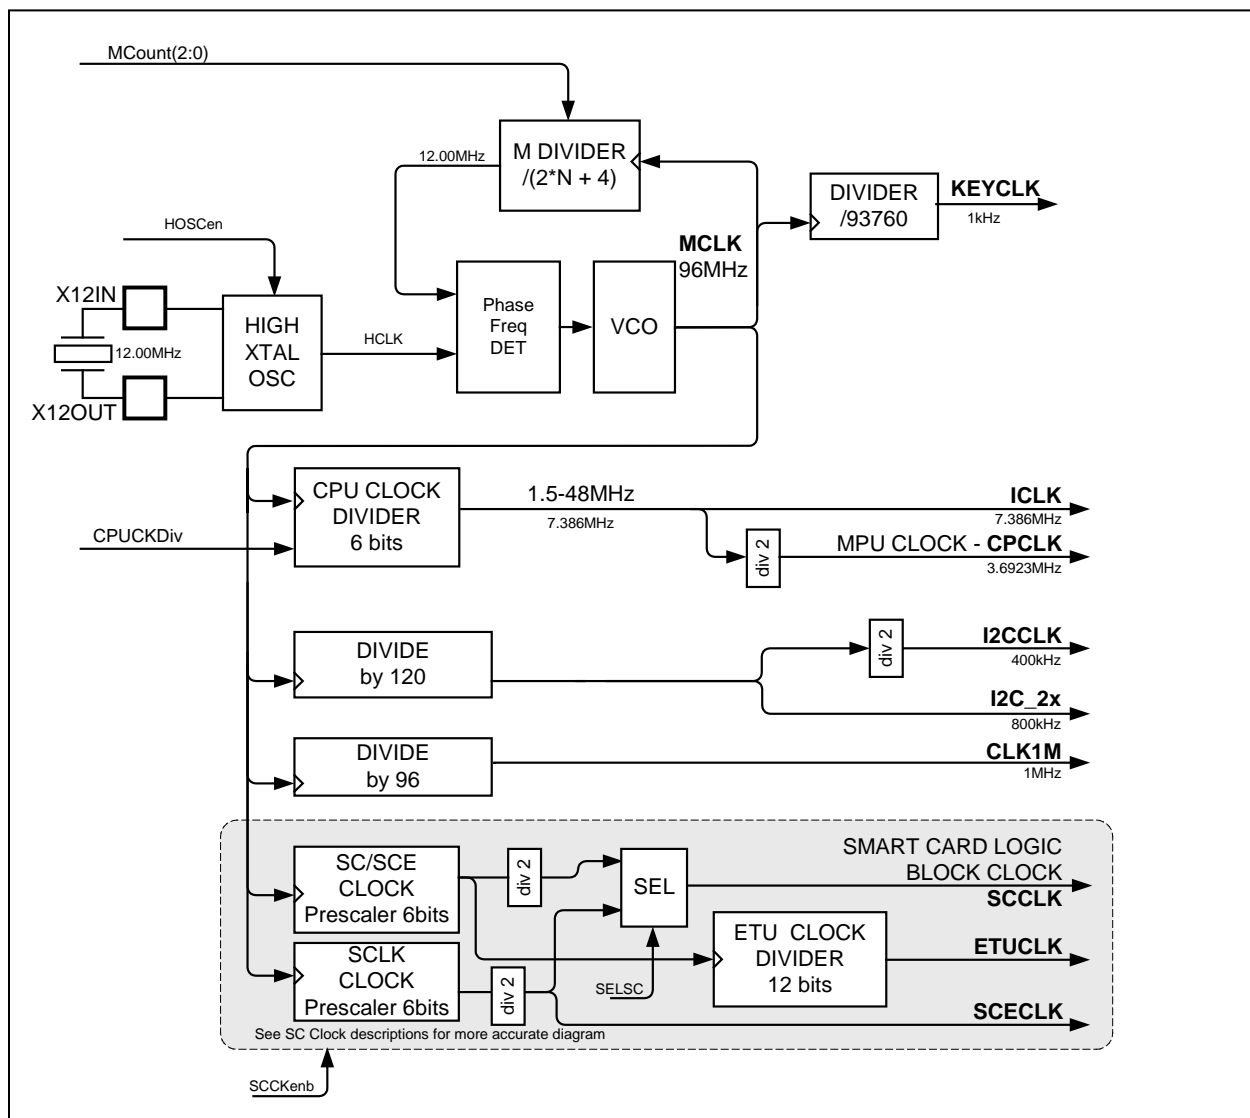 MCount(2:0)
M DIVIDER
/(2*N + 4)
12.00MHz
DIVIDER
/93760
KEYCLK
1kHz
HOSCen
MCLK
96MHz
X12IN
HIGH
XTAL
OSC
12.00MHz
X12OUT
HCLK
Phase
Freq
DET
VCO
CPU CLOCK
DIVIDER
6 bits
1.5-48MHz
7.386MHz
ICLK
7.386MHz
CPUCKDiv
div 2
MPU CLOCK - CPCLK
3.6923MHz
DIVIDE
by 120
div 2
I2CCLK
400kHz
I2C_2x
800kHz
DIVIDE
by 96
CLK1M
1MHz
SC/SCE
CLOCK
Prescaler 6bits
div 2
SEL
SMART CARD LOGIC
BLOCK CLOCK
SCCLK
SCLK
CLOCK
Prescaler 6bits
div 2
SELSC
ETU CLOCK
DIVIDER
12 bits
ETUCLK
SCECLK
See SC Clock descriptions for more accurate diagram
SCCKenb